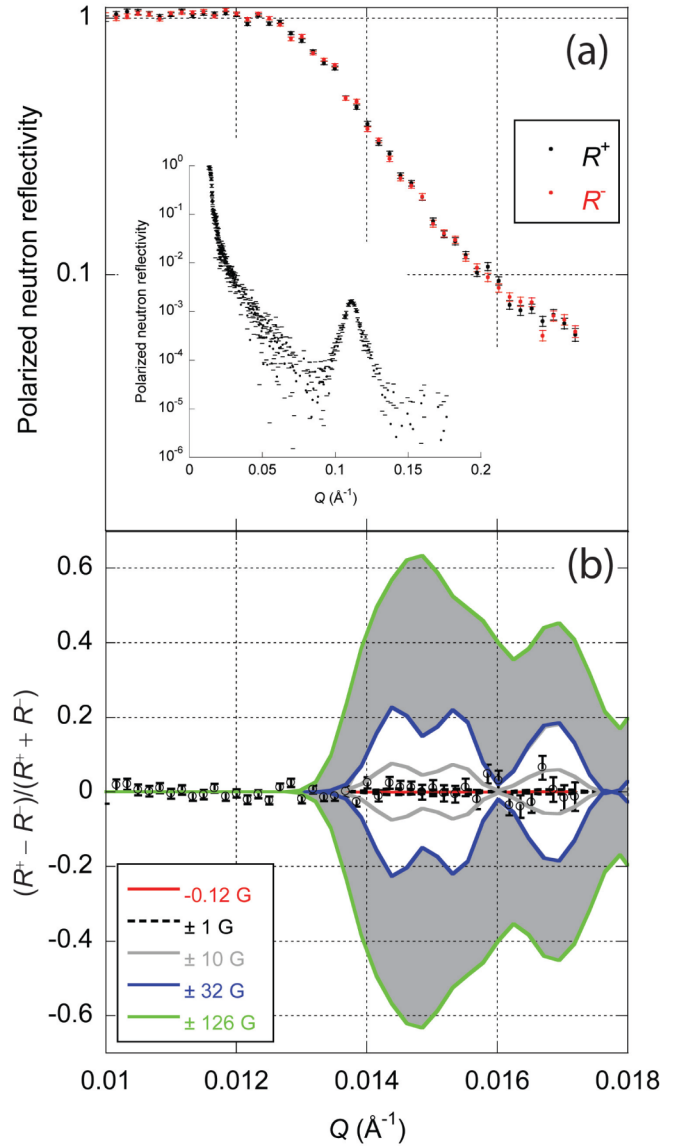 (a)
Polarized neutron reflectivity
1
0.1
R⁺
R⁻
Polarized neutron reflectivity
10⁰
10⁻¹
10⁻²
10⁻³
10⁻⁴
10⁻⁵
10⁻⁶
0 0.05 0.1 0.15 0.2
Q (Å⁻¹)
(b)
(R⁺ − R⁻)/(R⁺ + R⁻)
0.6
0.4
0.2
0
-0.2
-0.4
-0.6
-0.12 G
± 1 G
± 10 G
± 32 G
± 126 G
0.01 0.012 0.014 0.016 0.018
Q (Å⁻¹)